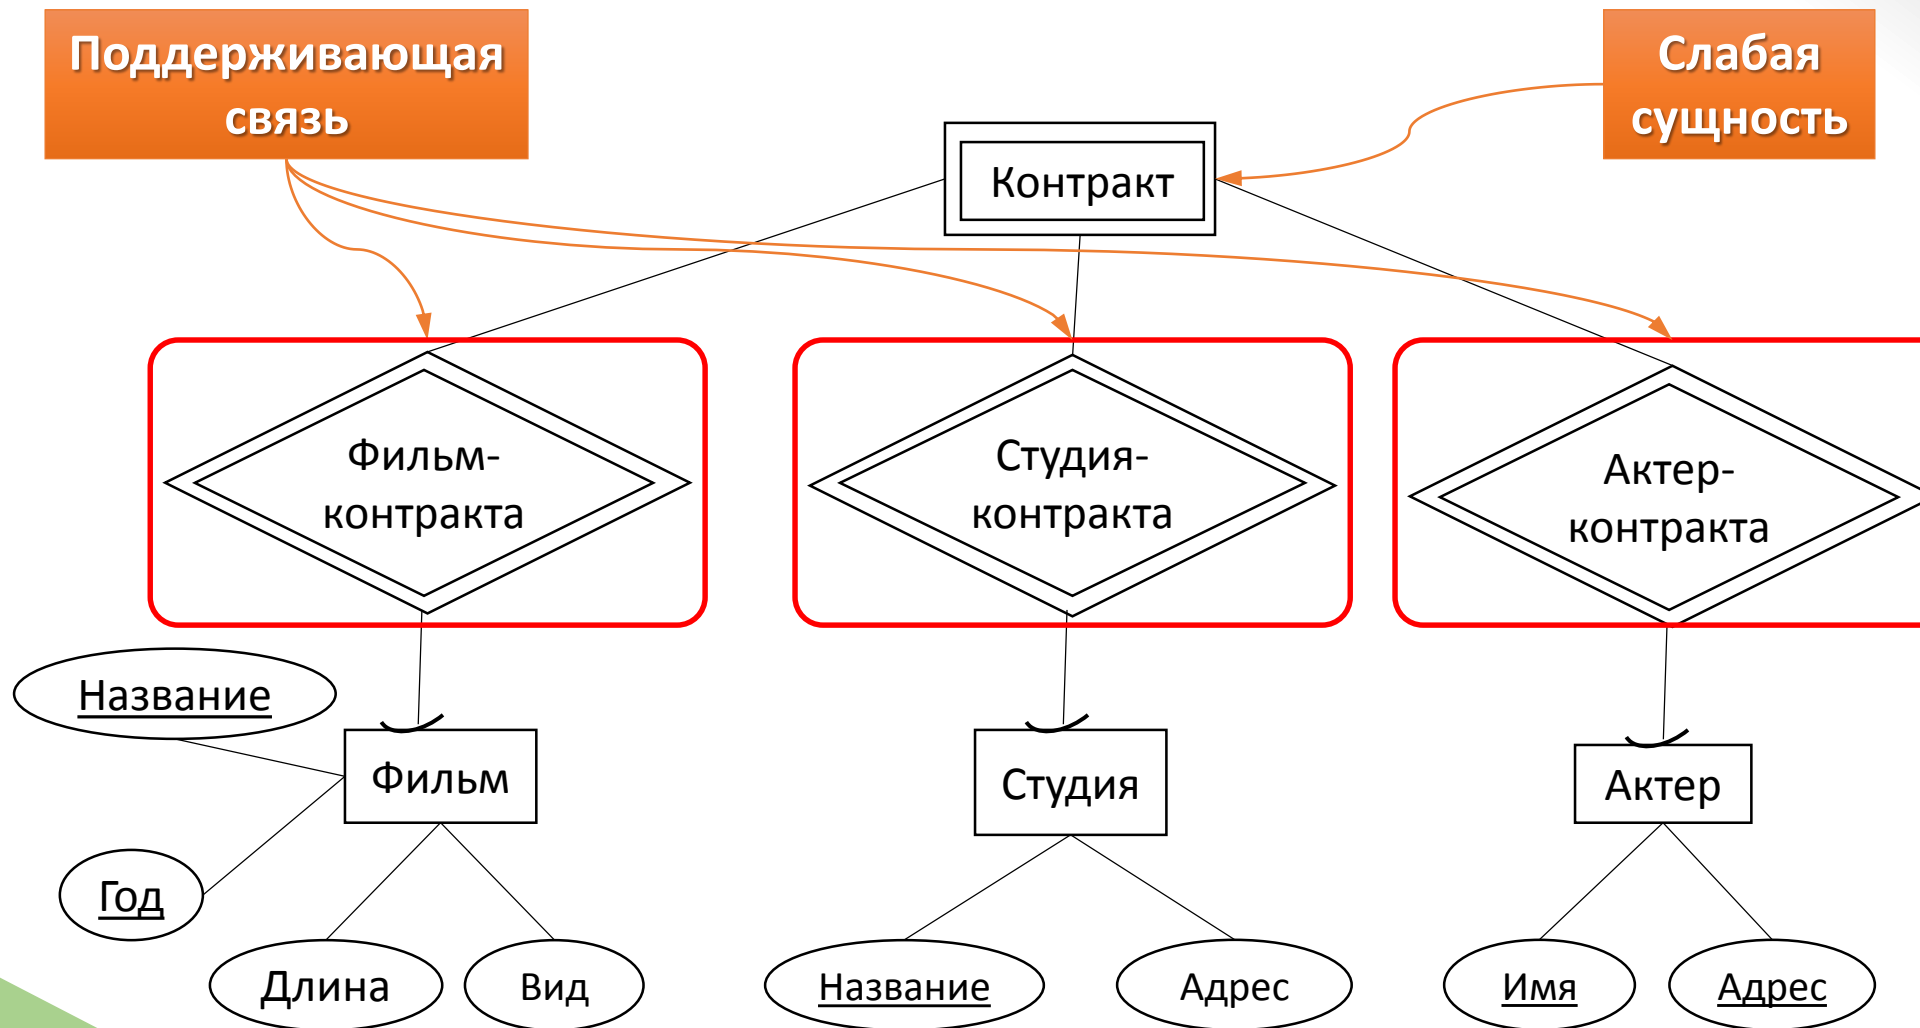 Поддерживающая
связь
Слабая
сущность
Контракт
Фильм-
контракта
Студия-
контракта
Актер-
контракта
Название
Фильм
Студия
Актер
Год
Длина
Вид
Название
Адрес
Имя
Адрес